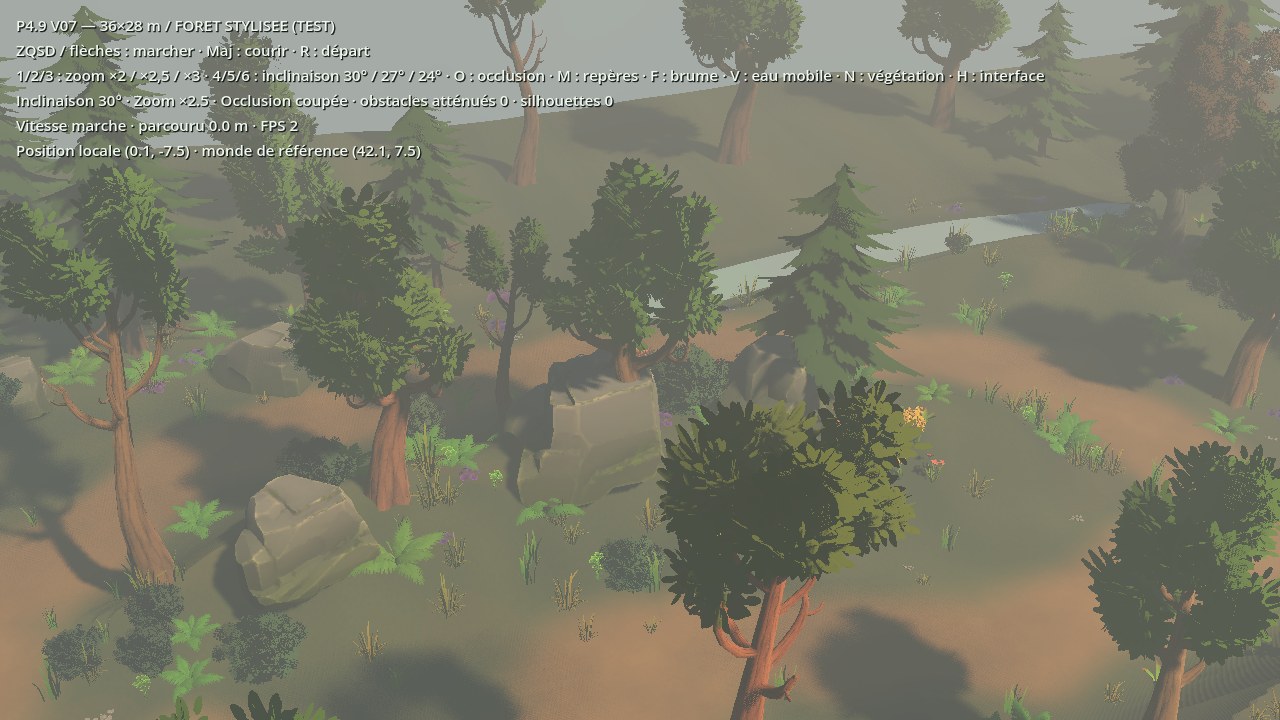 P4.9 V07 — 36×28 m / FORET STYLISEE (TEST)
ZQSD / flèches : marcher · Maj : courir · R : départ
1/2/3 : zoom ×2 / ×2,5 / ×3 · 4/5/6 : inclinaison 30° / 27° / 24° · O : occlusion · M : repères · F : brume · V : eau mobile · N : végétation · H : interface
Inclinaison 30° · Zoom ×2.5 · Occlusion coupée · obstacles atténués 0 · silhouettes 0
Vitesse marche · parcouru 0.0 m · FPS 2
Position locale (0.1, -7.5) · monde de référence (42.1, 7.5)